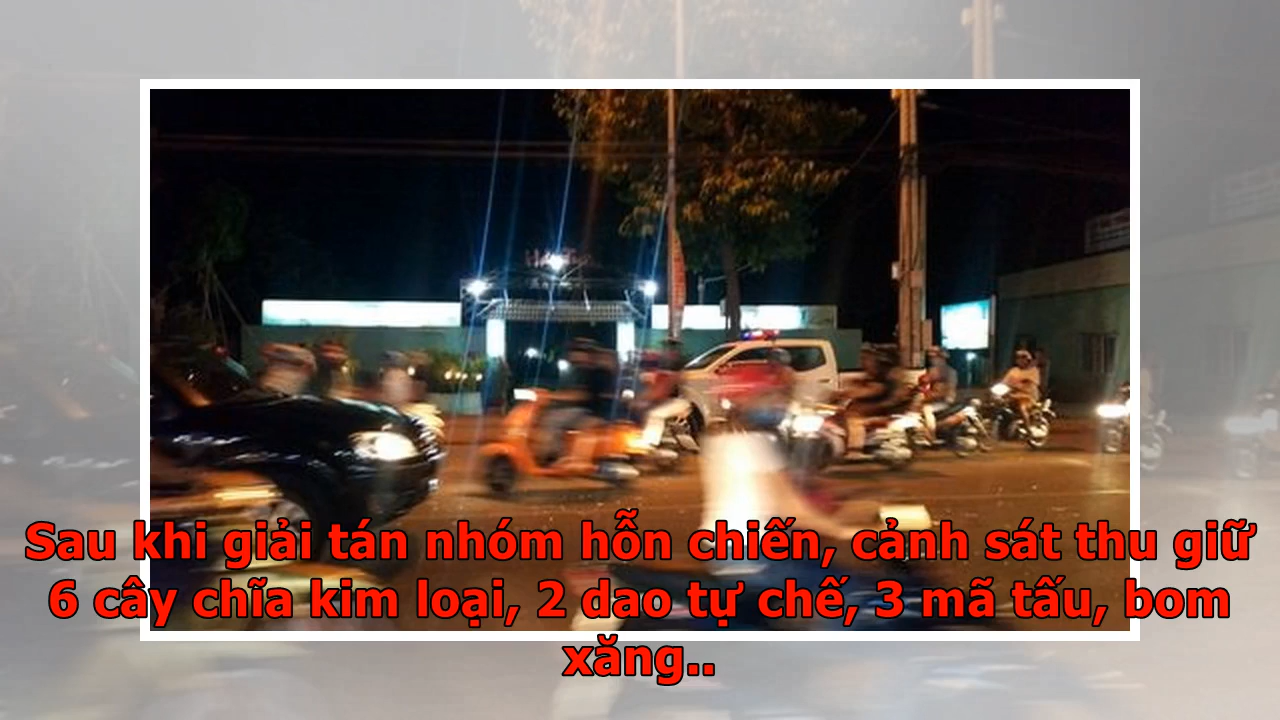 Sau khi giải tán nhóm hỗn chiến, cảnh sát thu giữ
6 cây chĩa kim loại, 2 dao tự chế, 3 mã tấu, bom
xăng..